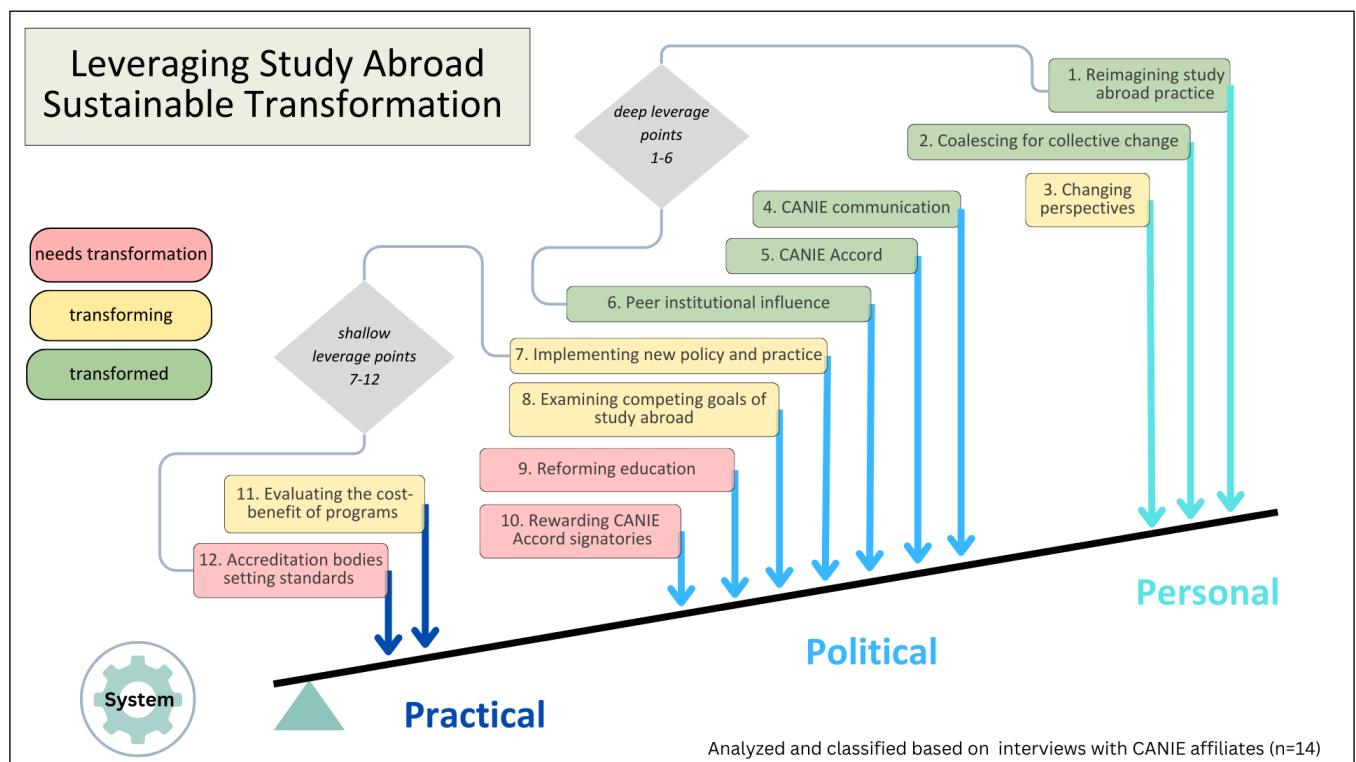 Leveraging Study Abroad
Sustainable Transformation
deep leverage
points
1-6
1. Reimagining study
abroad practice
2. Coalescing for collective change
3. Changing
perspectives
4. CANIE communication
5. CANIE Accord
6. Peer institutional influence
needs transformation
transforming
transformed
shallow
leverage points
7-12
7. Implementing new policy and practice
8. Examining competing goals of
study abroad
9. Reforming education
10. Rewarding CANIE
Accord signatories
11. Evaluating the cost-
benefit of programs
12. Accreditation bodies
setting standards
Personal
Political
Practical
System
Analyzed and classified based on interviews with CANIE affiliates (n=14)